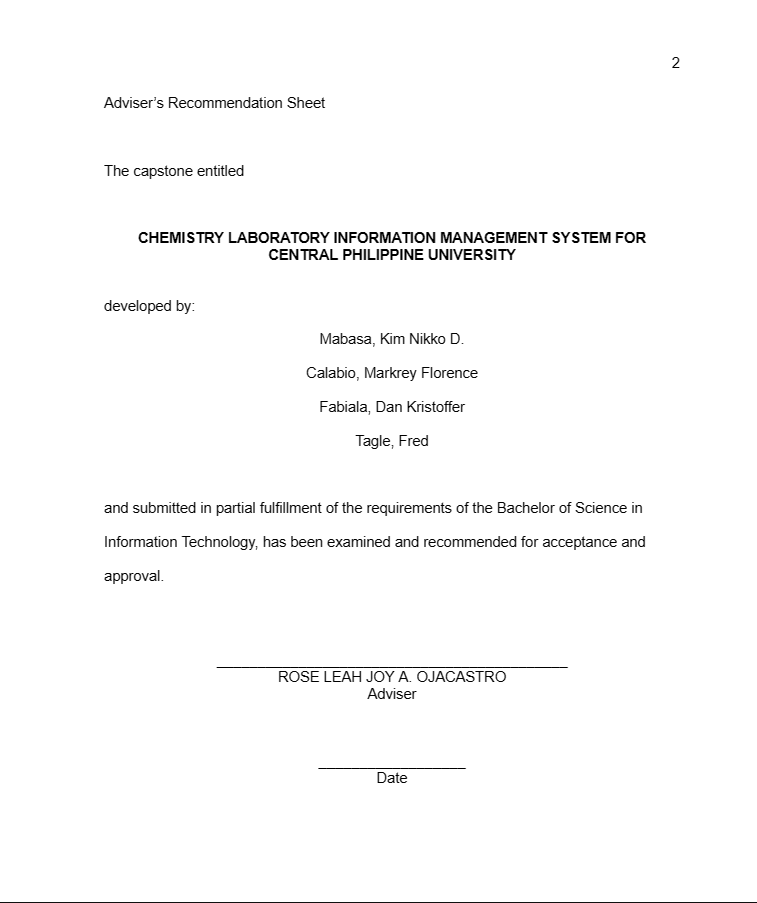 2
Adviser’s Recommendation Sheet
The capstone entitled
CHEMISTRY LABORATORY INFORMATION MANAGEMENT SYSTEM FOR
CENTRAL PHILIPPINE UNIVERSITY
developed by:
Mabasa, Kim Nikko D.
Calabio, Markrey Florence
Fabiala, Dan Kristoffer
Tagle, Fred
and submitted in partial fulfillment of the requirements of the Bachelor of Science in
Information Technology, has been examined and recommended for acceptance and
approval.
ROSE LEAH JOY A. OJACASTRO
Adviser
Date